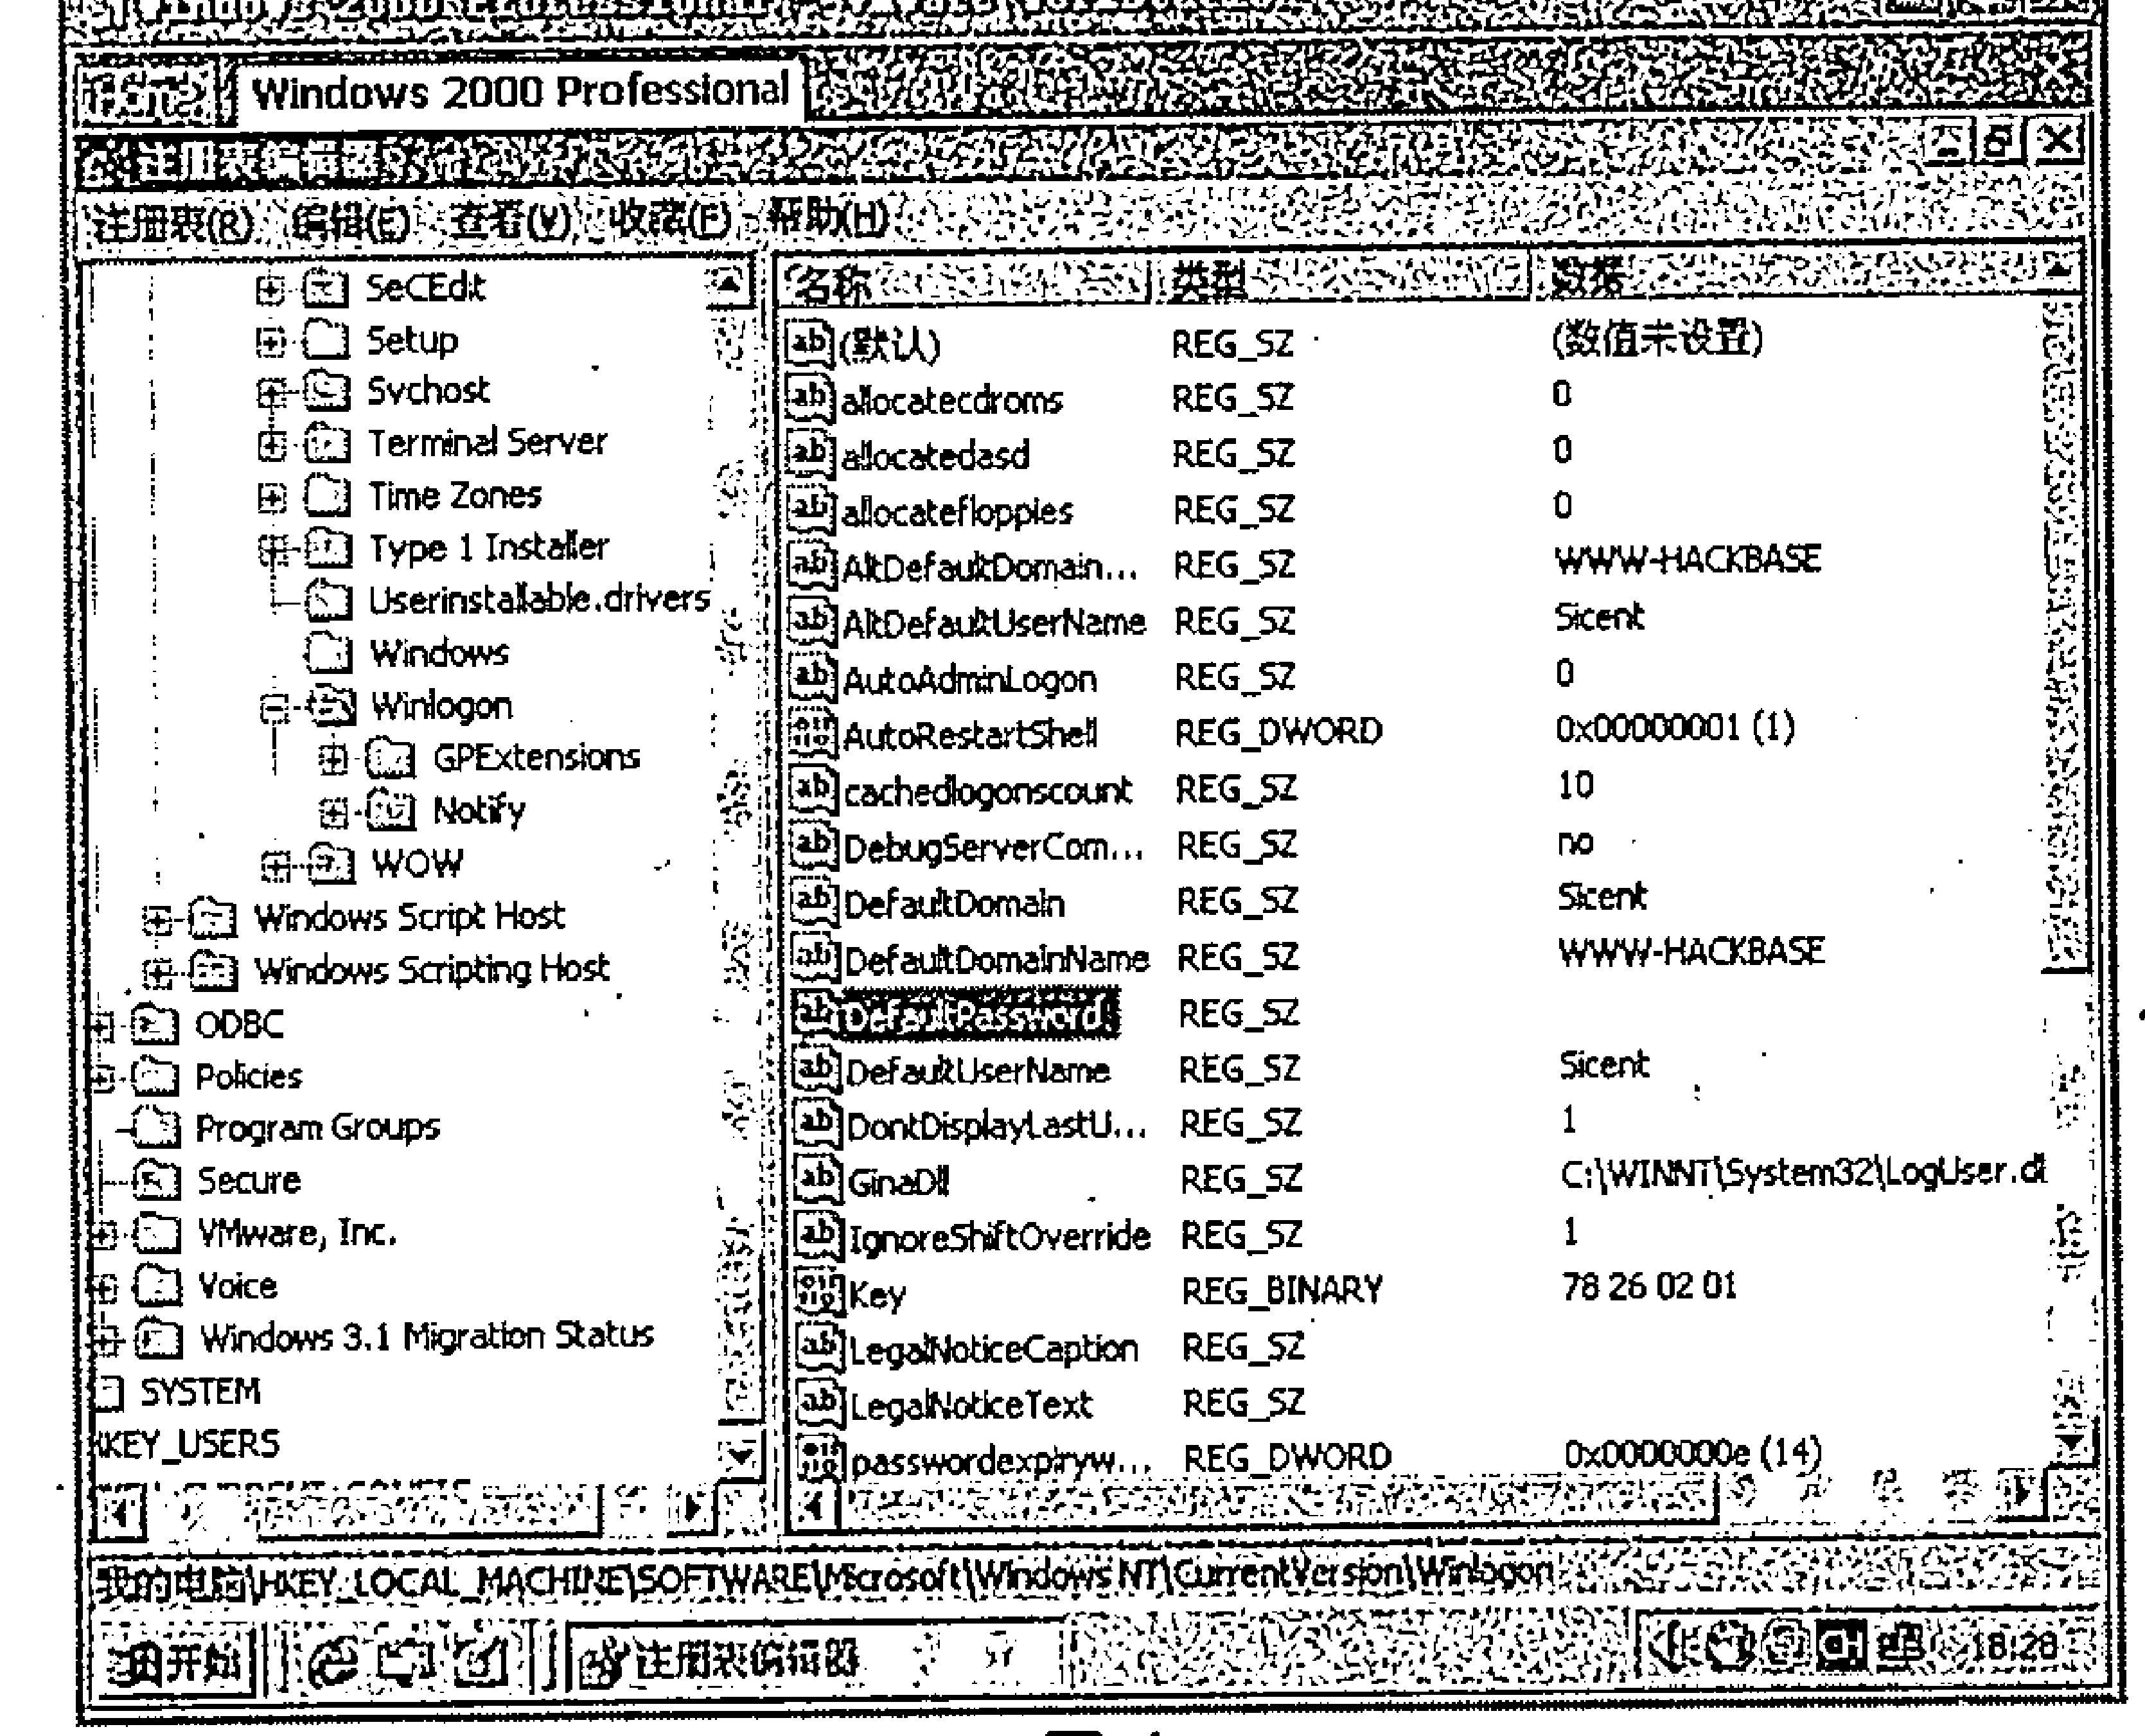 Windows 2000 Professional
注册表编辑器
注册表(R) 编辑(E) 查看(V) 收藏(F) 帮助(H)
SeCEdit
Setup
Svchost
Terminal Server
Time Zones
Type 1 Installer
Userinstallable.drivers
Windows
Winlogon
GPExtensions
Notify
WOW
Windows Script Host
Windows Scripting Host
ODBC
Policies
Program Groups
Secure
VMware, Inc.
Voice
Windows 3.1 Migration Status
SYSTEM
HKEY_USERS
名称 类型 数据
(默认) REG_SZ (数值未设置)
allocatecdroms REG_SZ 0
allocatedasd REG_SZ 0
allocatefloppies REG_SZ 0
AltDefaultDomain... REG_SZ WWW-HACKBASE
AltDefaultUserName REG_SZ Sicent
AutoAdminLogon REG_SZ 0
AutoRestartShell REG_DWORD 0x00000001 (1)
cachedlogonscount REG_SZ 10
DebugServerCom... REG_SZ no
DefaultDomain REG_SZ Sicent
DefaultDomainName REG_SZ WWW-HACKBASE
DefaultPassword REG_SZ
DefaultUserName REG_SZ Sicent
DontDisplayLastU... REG_SZ 1
GinaDll REG_SZ C:\WINNT\System32\LogUser.dl
IgnoreShiftOverride REG_SZ 1
Key REG_BINARY 78 26 02 01
LegalNoticeCaption REG_SZ
LegalNoticeText REG_SZ
passwordexpiryw... REG_DWORD 0x0000000e (14)
我的电脑\HKEY_LOCAL_MACHINE\SOFTWARE\Microsoft\Windows NT\CurrentVersion\Winlogon
开始 注册表编辑器 CH 18:28